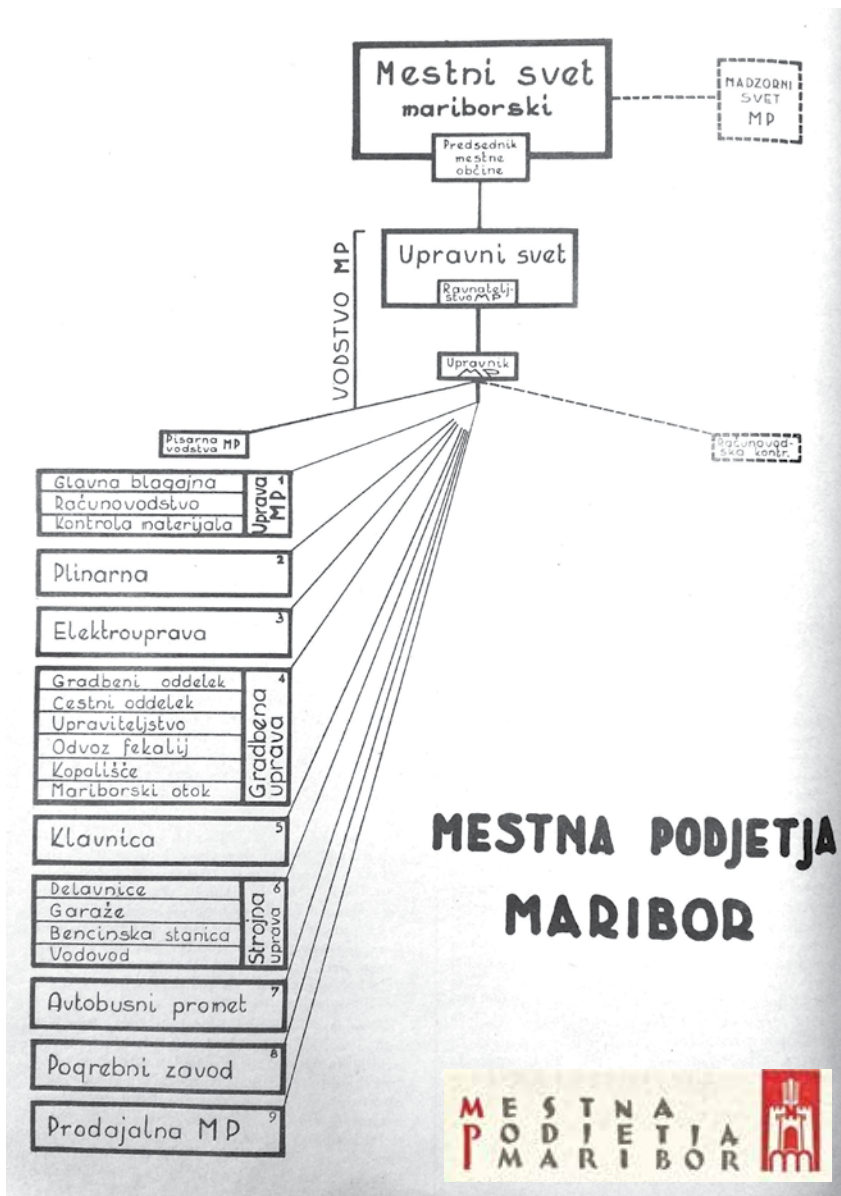 Mestni svet
mariborski
Predsednik
mestne
občine
NADZORNI
SVET
MP
VODSTVO MP
Upravni svet
Ravnatelj-
stvo MP
Upravnik
MP
Pisarna
vodstva MP
Računovod-
ska kontr.
Glavna blagajna
Računovodstvo
Kontrola materijala
Uprava
MP
1
Plinarna
2
Elektrouprava
3
Gradbeni oddelek
Cestni oddelek
Upraviteljstvo
Odvoz fekalij
Kopališče
Mariborski otok
Gradbena
uprava
4
Klavnica
5
Delavnice
Garaže
Bencinska stanica
Vodovod
Strojna
uprava
6
Avtobusni promet
7
Pogrebni zavod
8
Prodajalna MP
9
MESTNA PODJETJA
MARIBOR
MESTNA
PODJETJA
MARIBOR